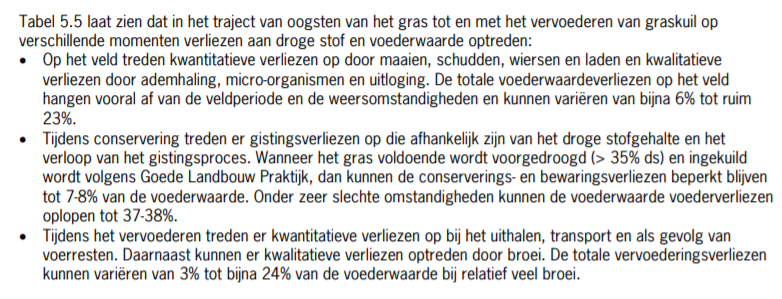 Tabel 5.5 laat zien dat in het traject van oogsten van het gras tot en met het vervoederen van graskuil op
verschillende momenten verliezen aan droge stof en voederwaarde optreden:
• Op het veld treden kwantitatieve verliezen op door maaien, schudden, wiersen en laden en kwalitatieve
verliezen door ademhaling, micro-organismen en uitloging. De totale voederwaardeverliezen op het veld
hangen vooral af van de veldperiode en de weersomstandigheden en kunnen variëren van bijna 6% tot ruim
23%.
• Tijdens conservering treden er gistingsverliezen op die afhankelijk zijn van het droge stofgehalte en het
verloop van het gistingsproces. Wanneer het gras voldoende wordt voorgedroogd (> 35% ds) en ingekuild
wordt volgens Goede Landbouw Praktijk, dan kunnen de conserverings- en bewaringsverliezen beperkt blijven
tot 7-8% van de voederwaarde. Onder zeer slechte omstandigheden kunnen de voederwaarde voederverliezen
oplopen tot 37-38%.
• Tijdens het vervoederen treden er kwantitatieve verliezen op bij het uithalen, transport en als gevolg van
voerresten. Daarnaast kunnen er kwalitatieve verliezen optreden door broei. De totale vervoederingsverliezen
kunnen variëren van 3% tot bijna 24% van de voederwaarde bij relatief veel broei.